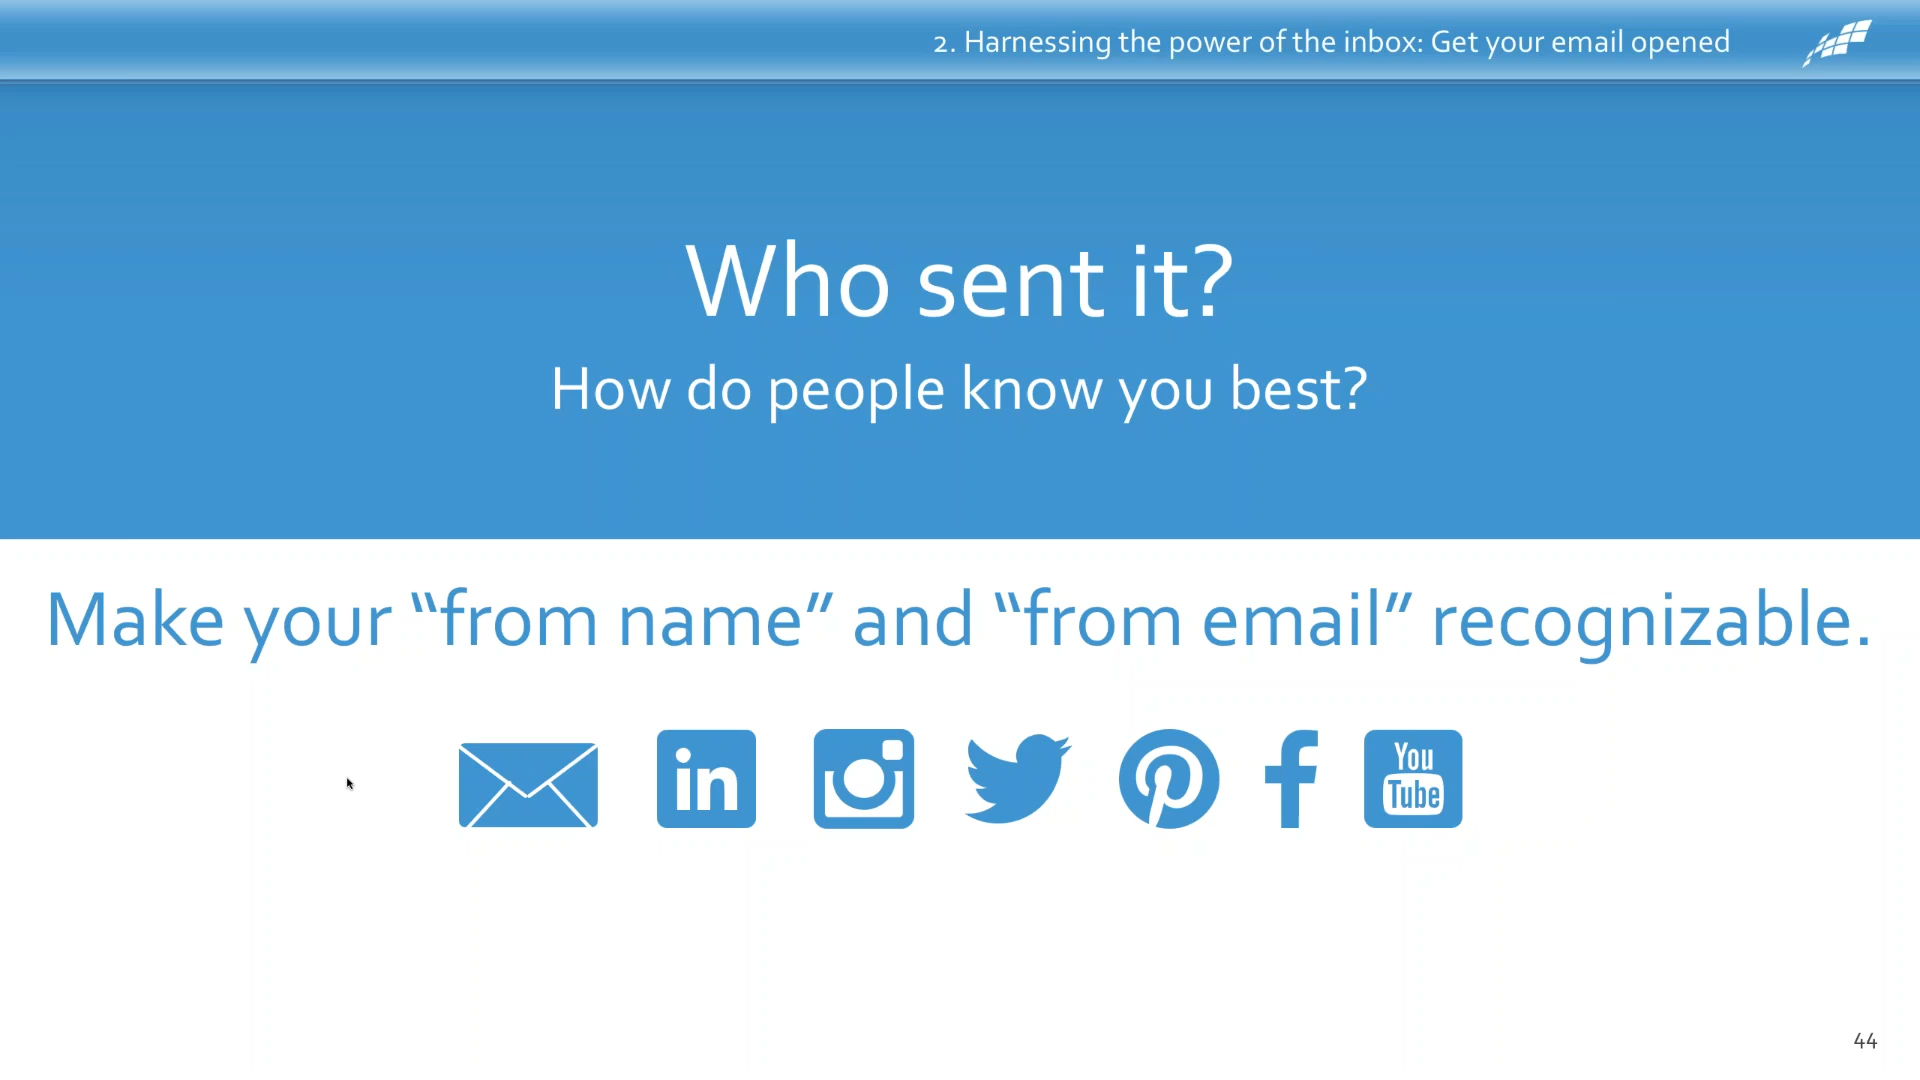 2. Harnessing the power of the inbox: Get your email opened
Who sent it?
How do people know you best?
Make your “from name” and “from email” recognizable.
in
You
Tube
44